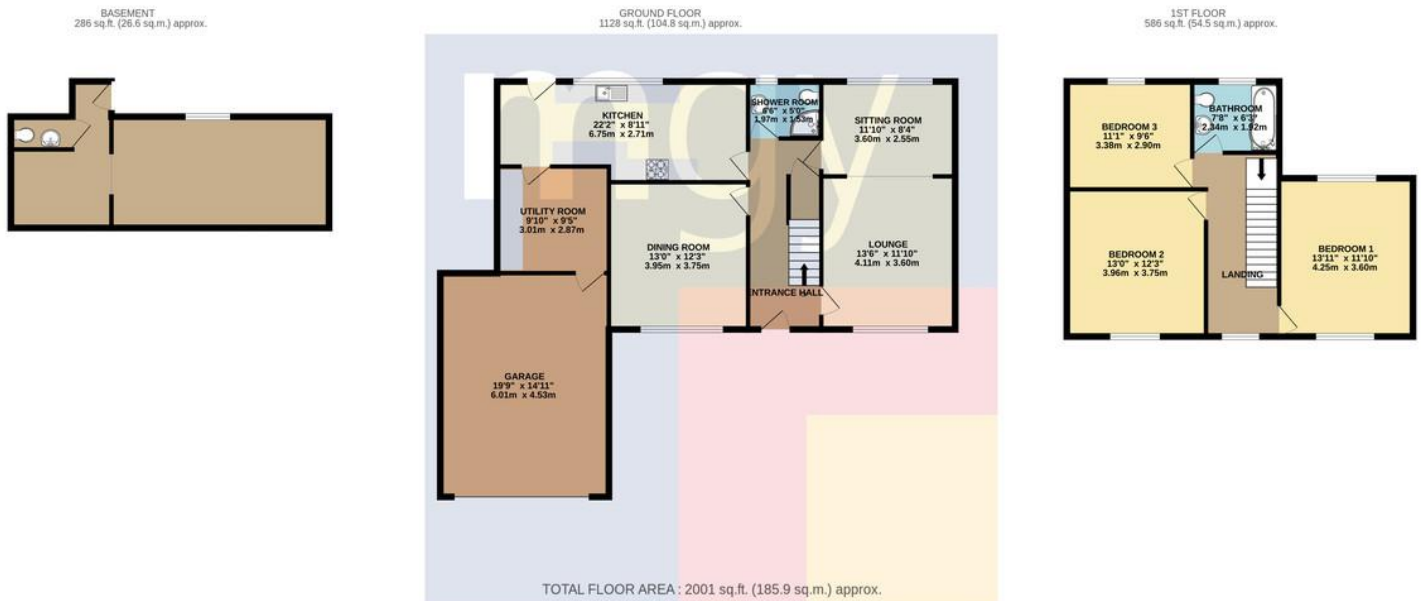 BASEMENT
286 sq.ft. (26.6 sq.m.) approx.
GROUND FLOOR
1128 sq.ft. (104.8 sq.m.) approx.
1ST FLOOR
586 sq.ft. (54.5 sq.m.) approx.
mgy
KITCHEN
22'2" x 8'11"
6.75m x 2.71m
SHOWER ROOM
6'6" x 5'0"
1.97m x 1.53m
SITTING ROOM
11'10" x 8'4"
3.60m x 2.55m
UTILITY ROOM
9'10" x 9'5"
3.01m x 2.87m
DINING ROOM
13'0" x 12'3"
3.95m x 3.75m
LOUNGE
13'6" x 11'10"
4.11m x 3.60m
ENTRANCE HALL
GARAGE
19'9" x 14'11"
6.01m x 4.53m
BEDROOM 3
11'1" x 9'6"
3.38m x 2.90m
BATHROOM
7'8" x 6'3"
2.34m x 1.92m
BEDROOM 2
13'0" x 12'3"
3.96m x 3.75m
LANDING
BEDROOM 1
13'11" x 11'10"
4.25m x 3.60m
TOTAL FLOOR AREA : 2001 sq.ft. (185.9 sq.m.) approx.